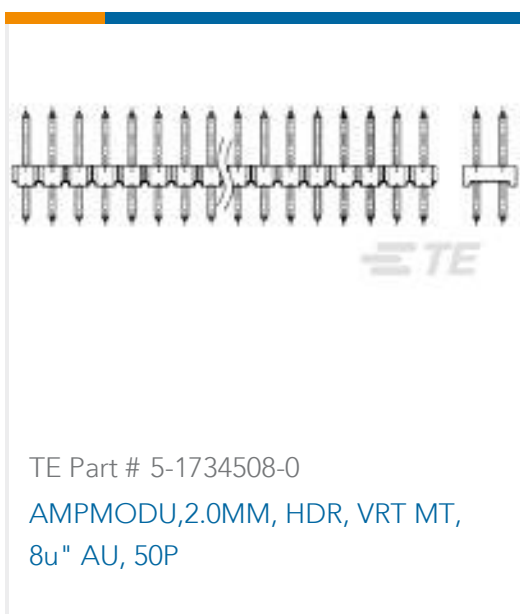 TE
TE Part # 5-1734508-0
AMPMODU,2.0MM, HDR, VRT MT,
8u" AU, 50P